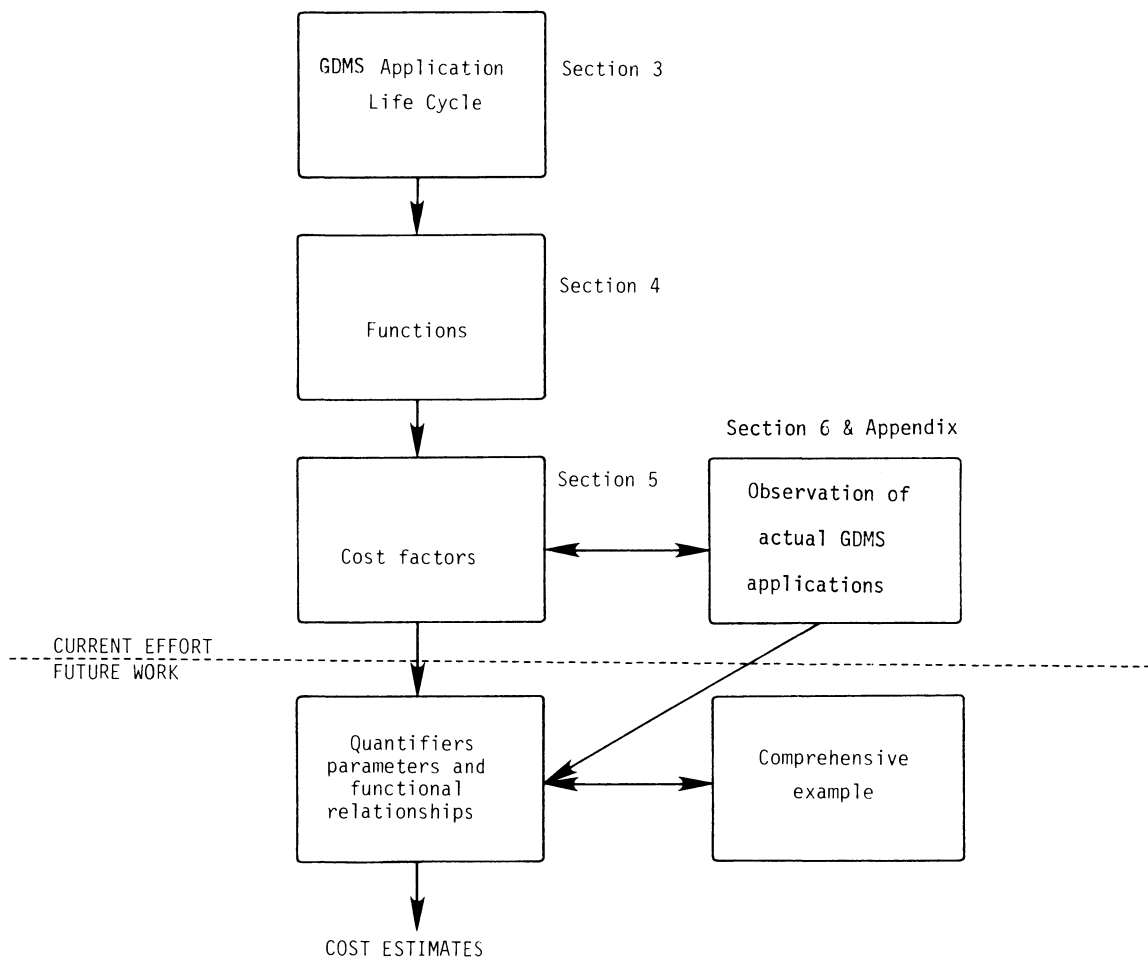 GDMS Application
Life Cycle
Section 3
Functions
Section 4
Cost factors
Section 5
Section 6 & Appendix
Observation of
actual GDMS
applications
CURRENT EFFORT
FUTURE WORK
Quantifiers
parameters and
functional
relationships
Comprehensive
example
COST ESTIMATES